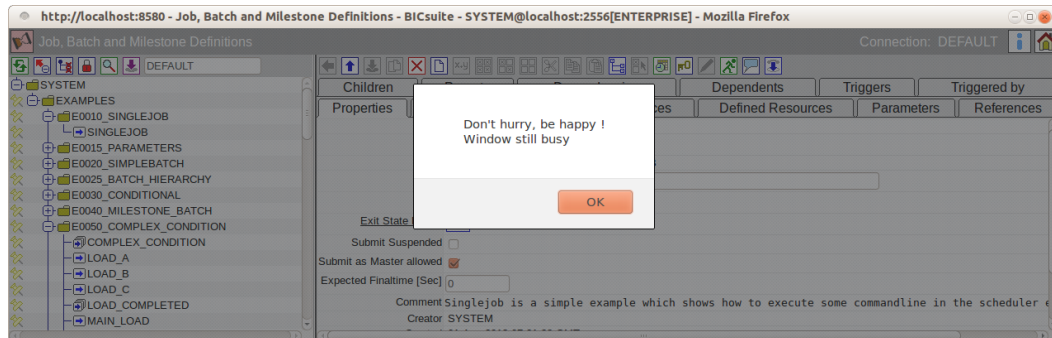 http://localhost:8580 - Job, Batch and Milestone Definitions - BICsuite - SYSTEM@localhost:2556[ENTERPRISE] - Mozilla Firefox
Job, Batch and Milestone Definitions
Connection: DEFAULT
DEFAULT
SYSTEM
EXAMPLES
E0010_SINGLEJOB
SINGLEJOB
E0015_PARAMETERS
E0020_SIMPLEBATCH
E0025_BATCH_HIERARCHY
E0030_CONDITIONAL
E0040_MILESTONE_BATCH
E0050_COMPLEX_CONDITION
COMPLEX_CONDITION
LOAD_A
LOAD_B
LOAD_C
LOAD_COMPLETED
MAIN_LOAD
Children Dependents Triggers Triggered by
Properties Defined Resources Parameters References
Don't hurry, be happy !
Window still busy
OK
Exit State
Submit Suspended
Submit as Master allowed
Expected Finaltime [Sec] 0
Comment Singlejob is a simple example which shows how to execute some commandline in the scheduler
Creator SYSTEM